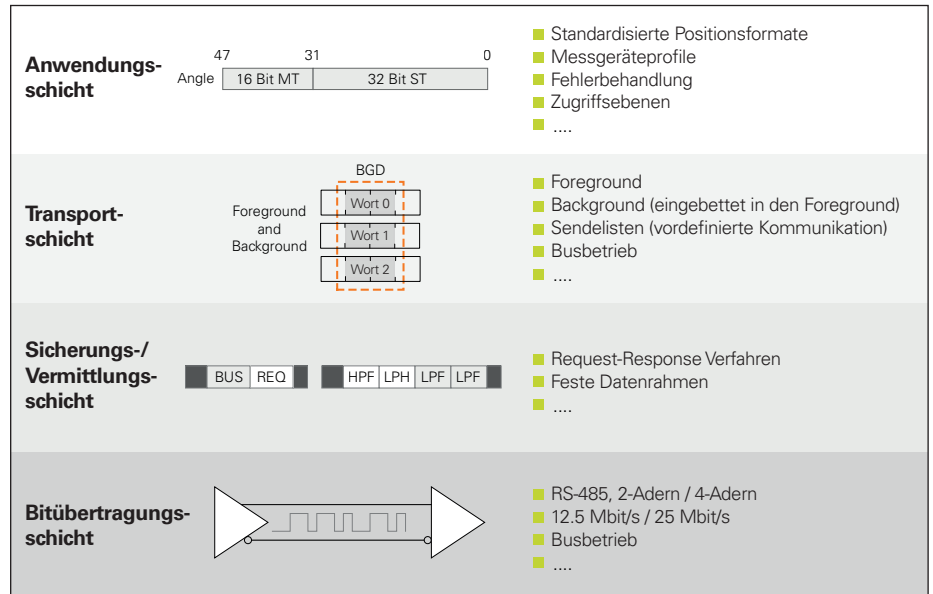 Anwendungs-
schicht
47 31 0
Angle 16 Bit MT 32 Bit ST
Standardisierte Positionsformate
Messgeräteprofile
Fehlerbehandlung
Zugriffsebenen
....
Transport-
schicht
Foreground
and
Background
BGD
Wort 0
Wort 1
Wort 2
Foreground
Background (eingebettet in den Foreground)
Sendelisten (vordefinierte Kommunikation)
Busbetrieb
....
Sicherungs-/
Vermittlungs-
schicht
BUS REQ HPF LPH LPF LPF
Request-Response Verfahren
Feste Datenrahmen
....
Bitübertragungs-
schicht
RS-485, 2-Adern / 4-Adern
12.5 Mbit/s / 25 Mbit/s
Busbetrieb
....